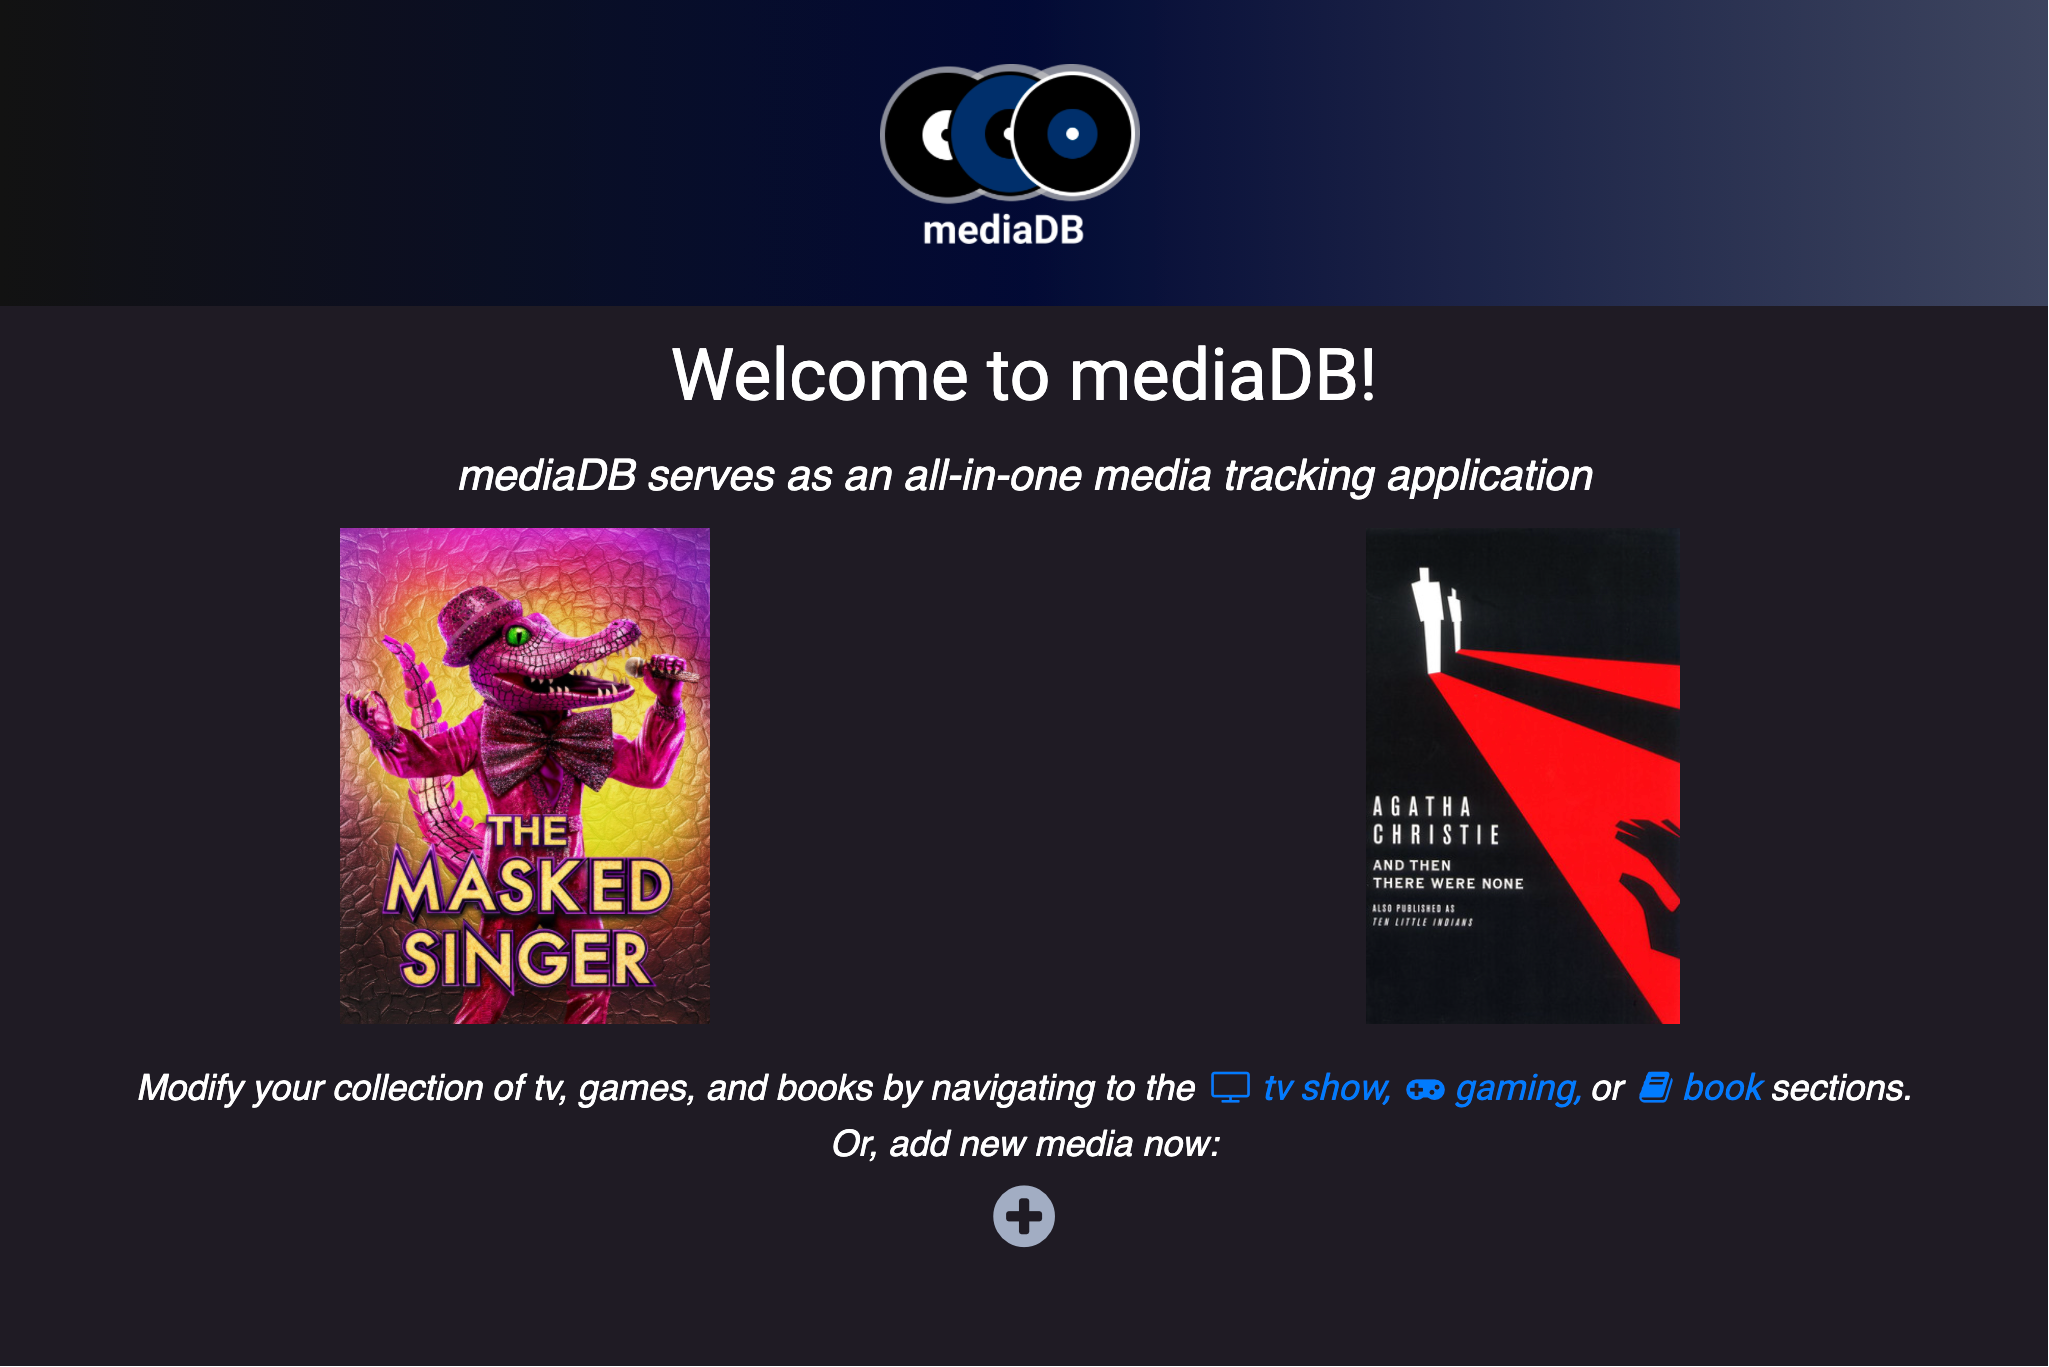 mediaDB
Welcome to mediaDB!
mediaDB serves as an all-in-one media tracking application
THE
MASKED
SINGER
AGATHA
CHRISTIE
AND THEN
THERE WERE NONE
ALSO PUBLISHED AS
TEN LITTLE INDIANS
Modify your collection of tv, games, and books by navigating to the tv show, gaming, or book sections.
Or, add new media now: